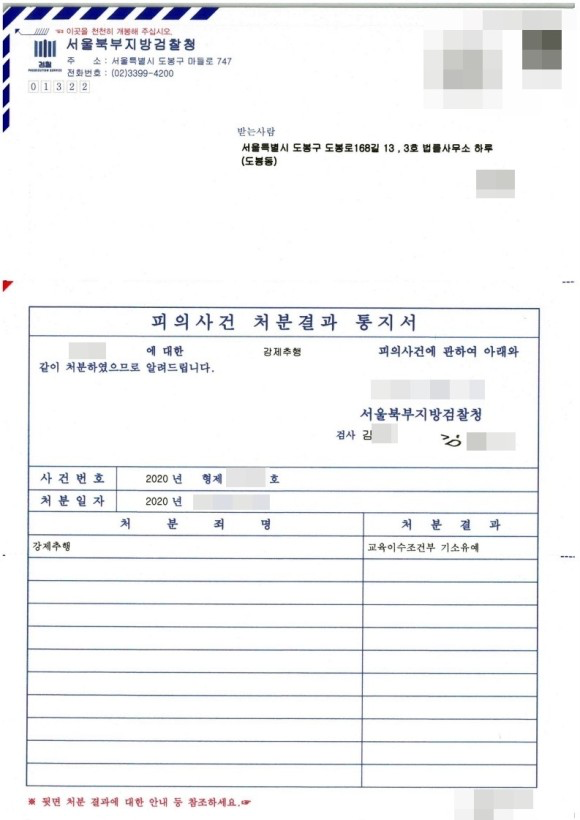 ☜ 이곳을 천천히 개봉해 주십시오.
서울북부지방검찰청
검찰
PROSECUTION SERVICE
주 소 : 서울특별시 도봉구 마들로 747
전화번호 : (02)3399-4200
01322
받는사람
서울특별시 도봉구 도봉로168길 13 , 3호 법률사무소 하루
(도봉동)
피의사건 처분결과 통지서
에 대한 강제추행 피의사건에 관하여 아래와
같이 처분하였으므로 알려드립니다.
서울북부지방검찰청
검사 김
김
사건번호 2020 년 형제 호
처분일자 2020 년
처 분 죄 명 처 분 결 과
강제추행 교육이수조건부 기소유예
※ 뒷면 처분 결과에 대한 안내 등 참조하세요.☞